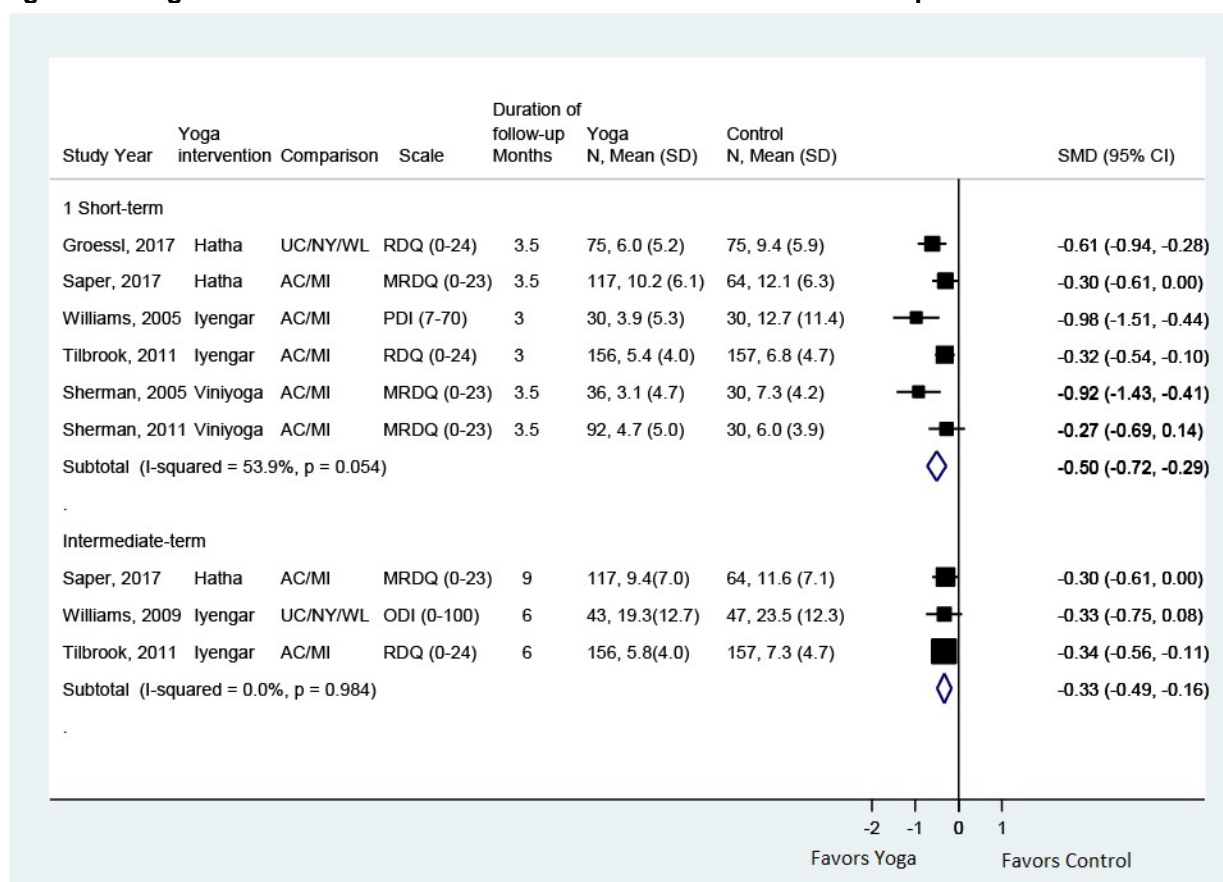 Duration of
Yoga follow-up Yoga Control
Study Year intervention Comparison Scale Months N, Mean (SD) N, Mean (SD) SMD (95% CI)
1 Short-term
Groessl, 2017 Hatha UC/NY/WL RDQ (0-24) 3.5 75, 6.0 (5.2) 75, 9.4 (5.9) -0.61 (-0.94, -0.28)
Saper, 2017 Hatha AC/MI MRDQ (0-23) 3.5 117, 10.2 (6.1) 64, 12.1 (6.3) -0.30 (-0.61, 0.00)
Williams, 2005 Iyengar AC/MI PDI (7-70) 3 30, 3.9 (5.3) 30, 12.7 (11.4) -0.98 (-1.51, -0.44)
Tilbrook, 2011 Iyengar AC/MI RDQ (0-24) 3 156, 5.4 (4.0) 157, 6.8 (4.7) -0.32 (-0.54, -0.10)
Sherman, 2005 Viniyoga AC/MI MRDQ (0-23) 3.5 36, 3.1 (4.7) 30, 7.3 (4.2) -0.92 (-1.43, -0.41)
Sherman, 2011 Viniyoga AC/MI MRDQ (0-23) 3.5 92, 4.7 (5.0) 30, 6.0 (3.9) -0.27 (-0.69, 0.14)
Subtotal (I-squared = 53.9%, p = 0.054) -0.50 (-0.72, -0.29)
.
Intermediate-term
Saper, 2017 Hatha AC/MI MRDQ (0-23) 9 117, 9.4(7.0) 64, 11.6 (7.1) -0.30 (-0.61, 0.00)
Williams, 2009 Iyengar UC/NY/WL ODI (0-100) 6 43, 19.3(12.7) 47, 23.5 (12.3) -0.33 (-0.75, 0.08)
Tilbrook, 2011 Iyengar AC/MI RDQ (0-24) 6 156, 5.8(4.0) 157, 7.3 (4.7) -0.34 (-0.56, -0.11)
Subtotal (I-squared = 0.0%, p = 0.984) -0.33 (-0.49, -0.16)
.
-2 -1 0 1
Favors Yoga Favors Control